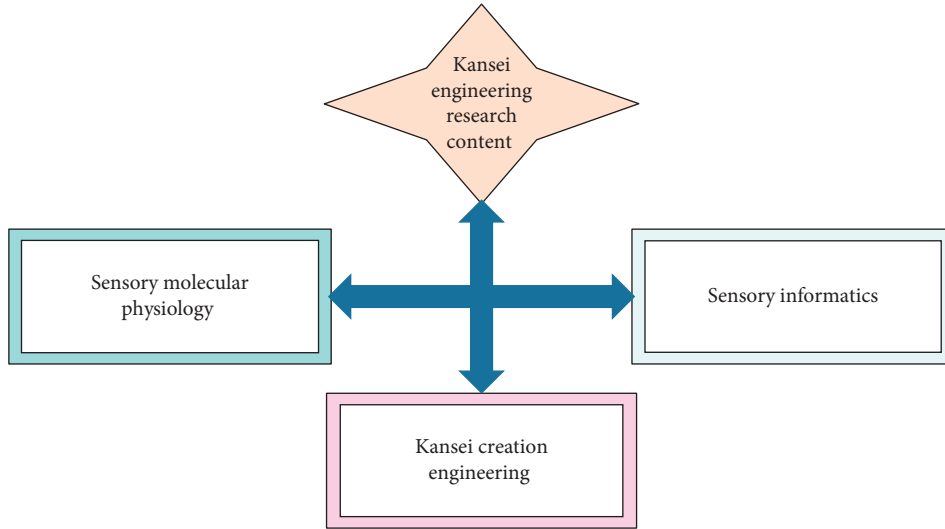 Kansei
engineering
research
content
Sensory molecular
physiology
Sensory informatics
Kansei creation
engineering